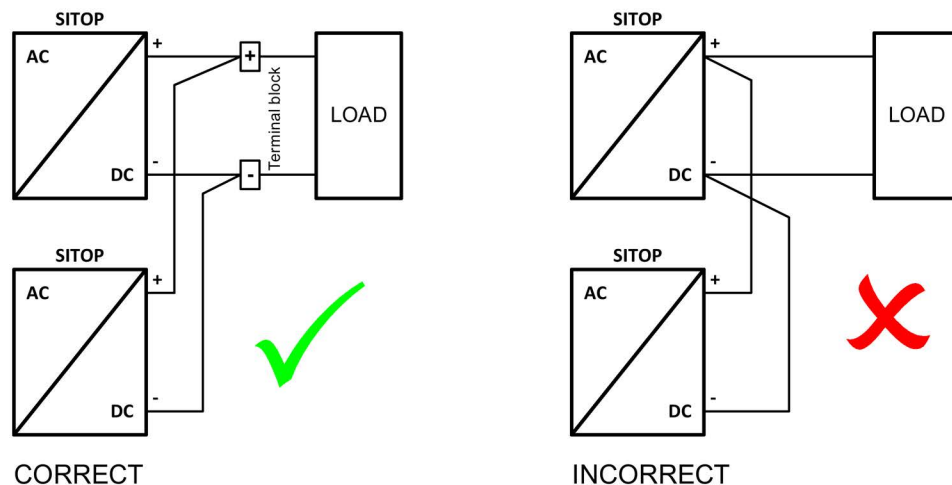 SITOP
AC
+
-
DC
+
-
Terminal block
LOAD
SITOP
AC
+
-
DC
CORRECT
SITOP
AC
+
-
DC
LOAD
SITOP
AC
+
-
DC
INCORRECT